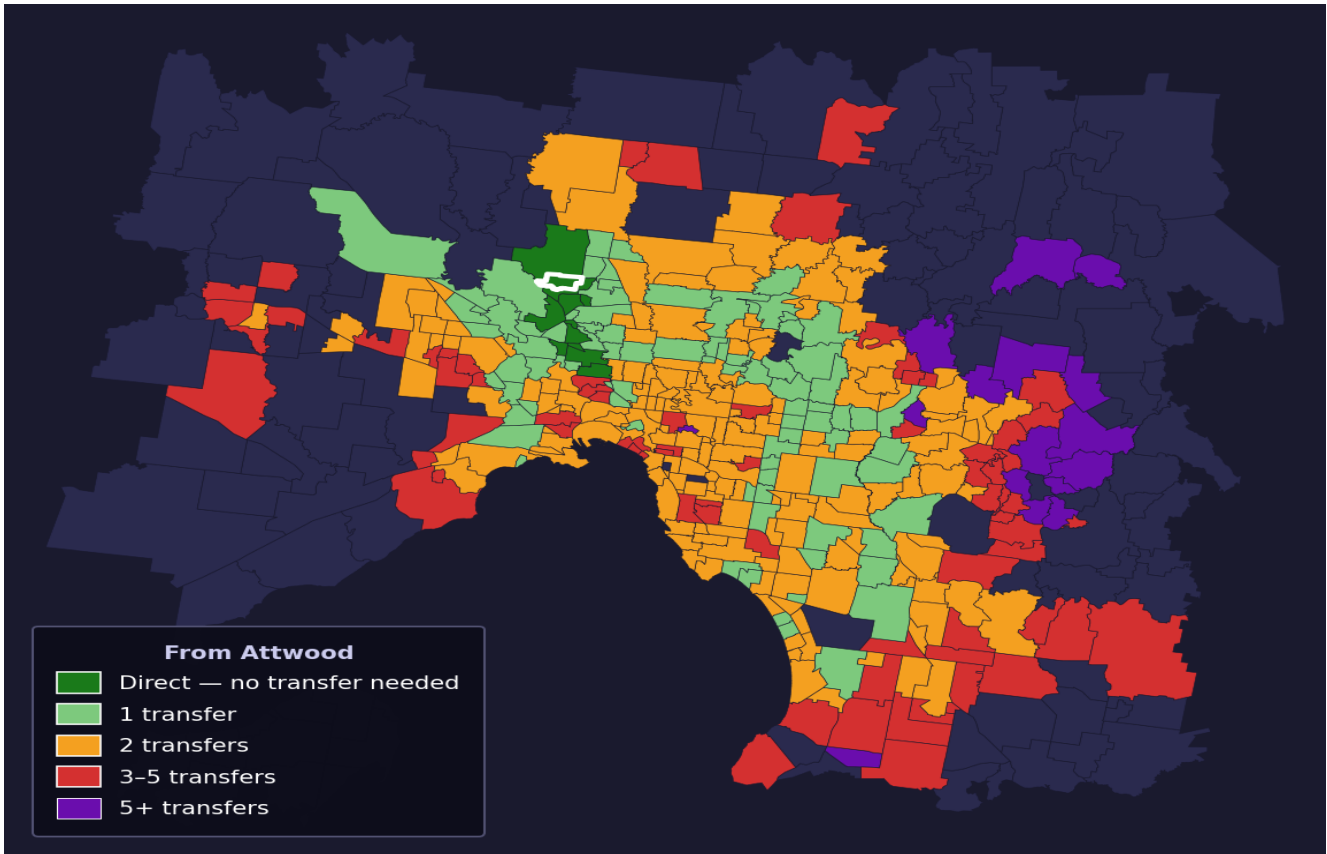 From Attwood
Direct — no transfer needed
1 transfer
2 transfers
3–5 transfers
5+ transfers